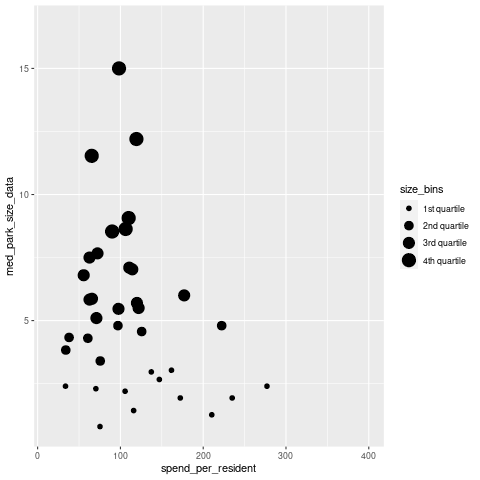 15
10
5
0
100
200
300
400
med_park_size_data
spend_per_resident
size_bins
1st quartile
2nd quartile
3rd quartile
4th quartile